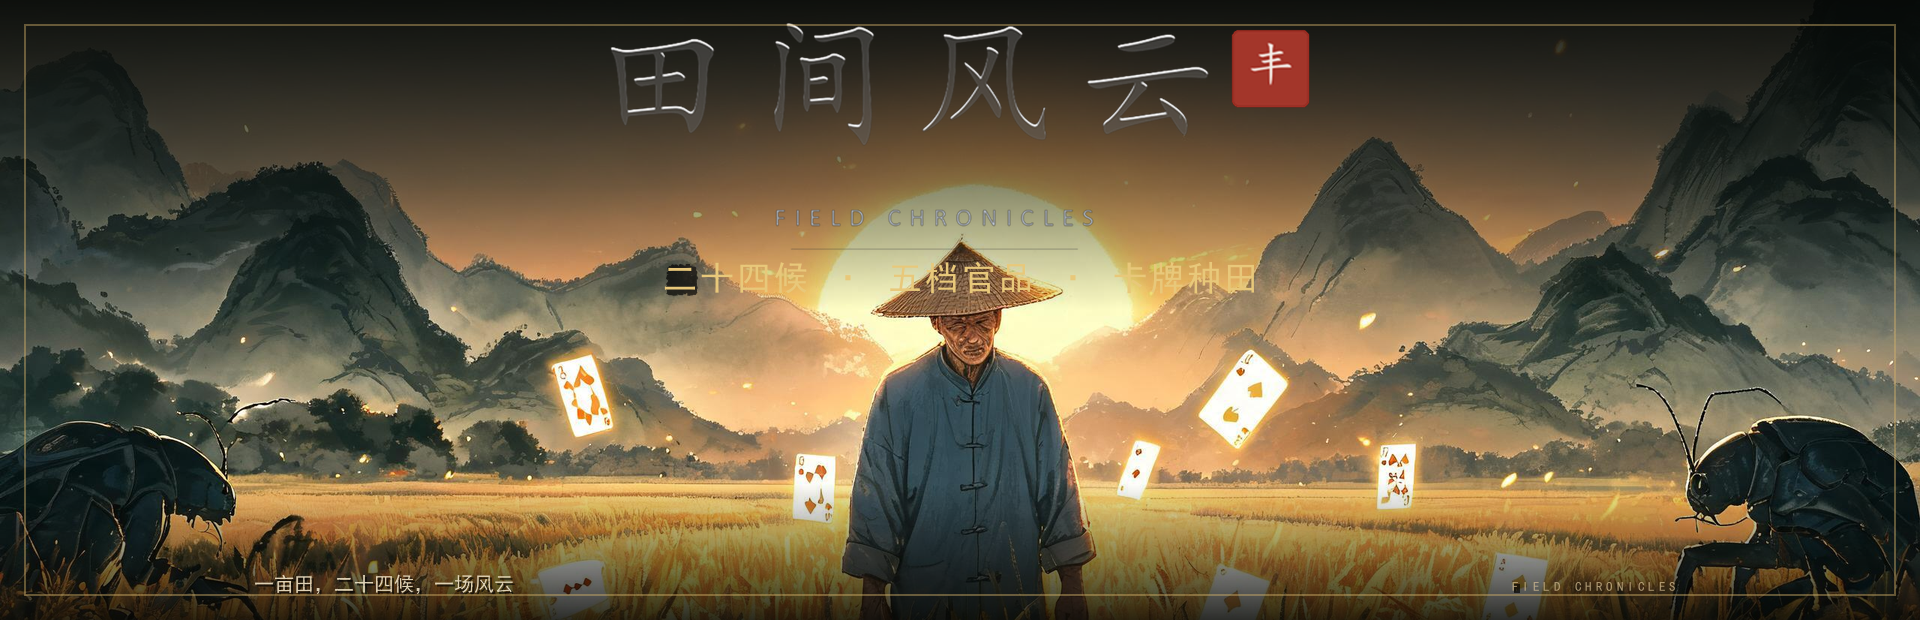 田间风云 丰
FIELD CHRONICLES
二十四候 · 五档官品 · 卡牌种田
一亩田，二十四候，一场风云
FIELD CHRONICLES